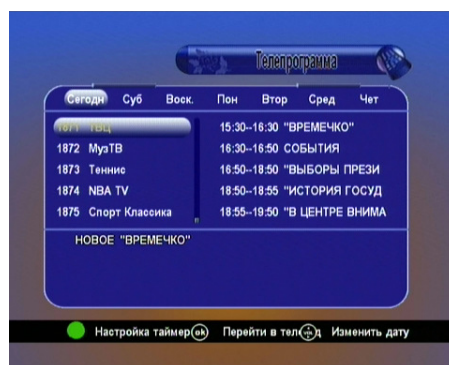 Телепрограмма
Сегодн Суб Воск. Пон Втор Сред Чет
1871 ТВЦ 15:30--16:30 "ВРЕМЕЧКО"
1872 МузТВ 16:30--16:50 СОБЫТИЯ
1873 Теннис 16:50--18:50 "ВЫБОРЫ ПРЕЗИ
1874 NBA TV 18:50--18:55 "ИСТОРИЯ ГОСУД
1875 Спорт Классика 18:55--19:50 "В ЦЕНТРЕ ВНИМА
НОВОЕ "ВРЕМЕЧКО"
Настройка таймер ok Перейти в тел д Изменить дату